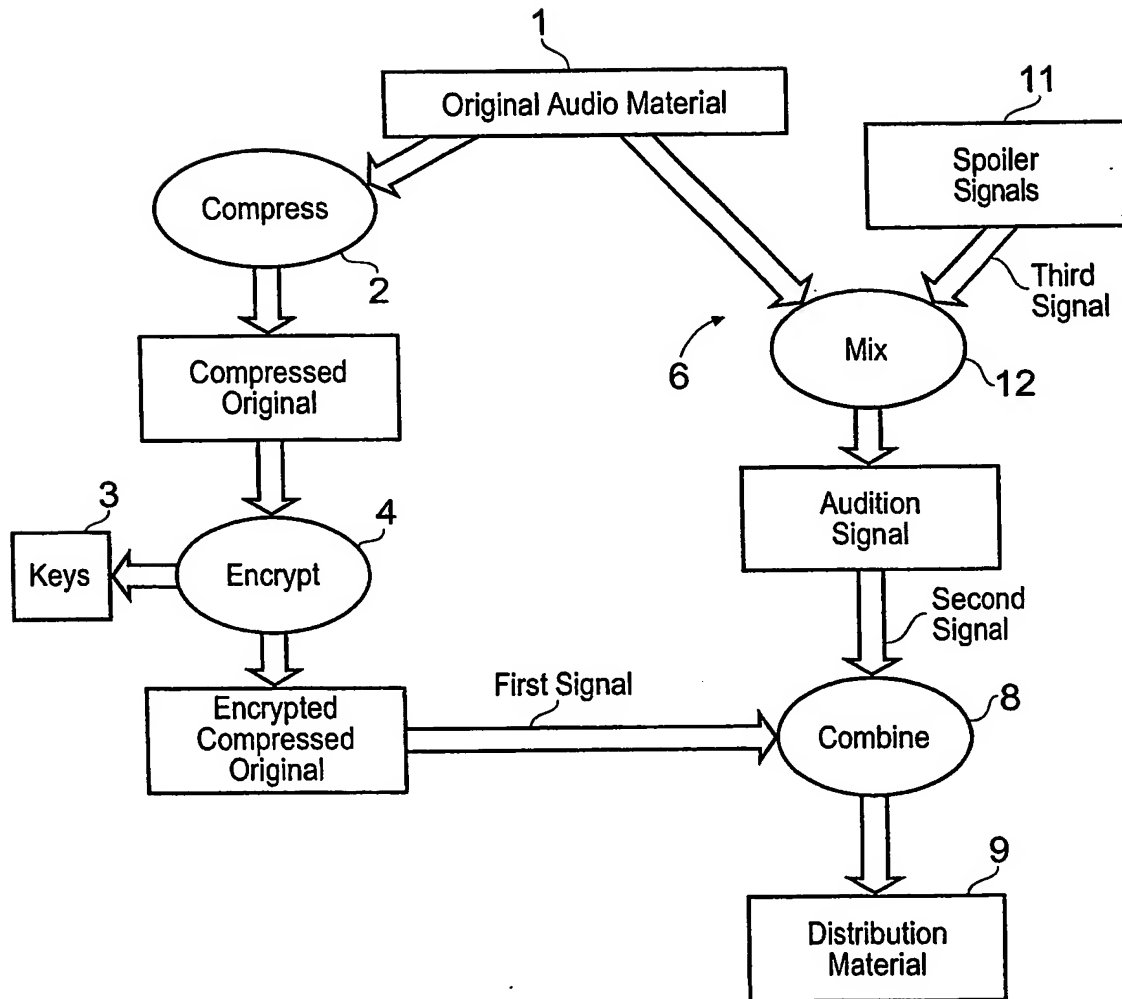 1
Original Audio Material
11
Spoiler
Signals
Compress
2
Third
Signal
6
Mix
12
Compressed
Original
3
Keys
4
Encrypt
Audition
Signal
Second
Signal
Encrypted
Compressed
Original
First Signal
8
Combine
9
Distribution
Material